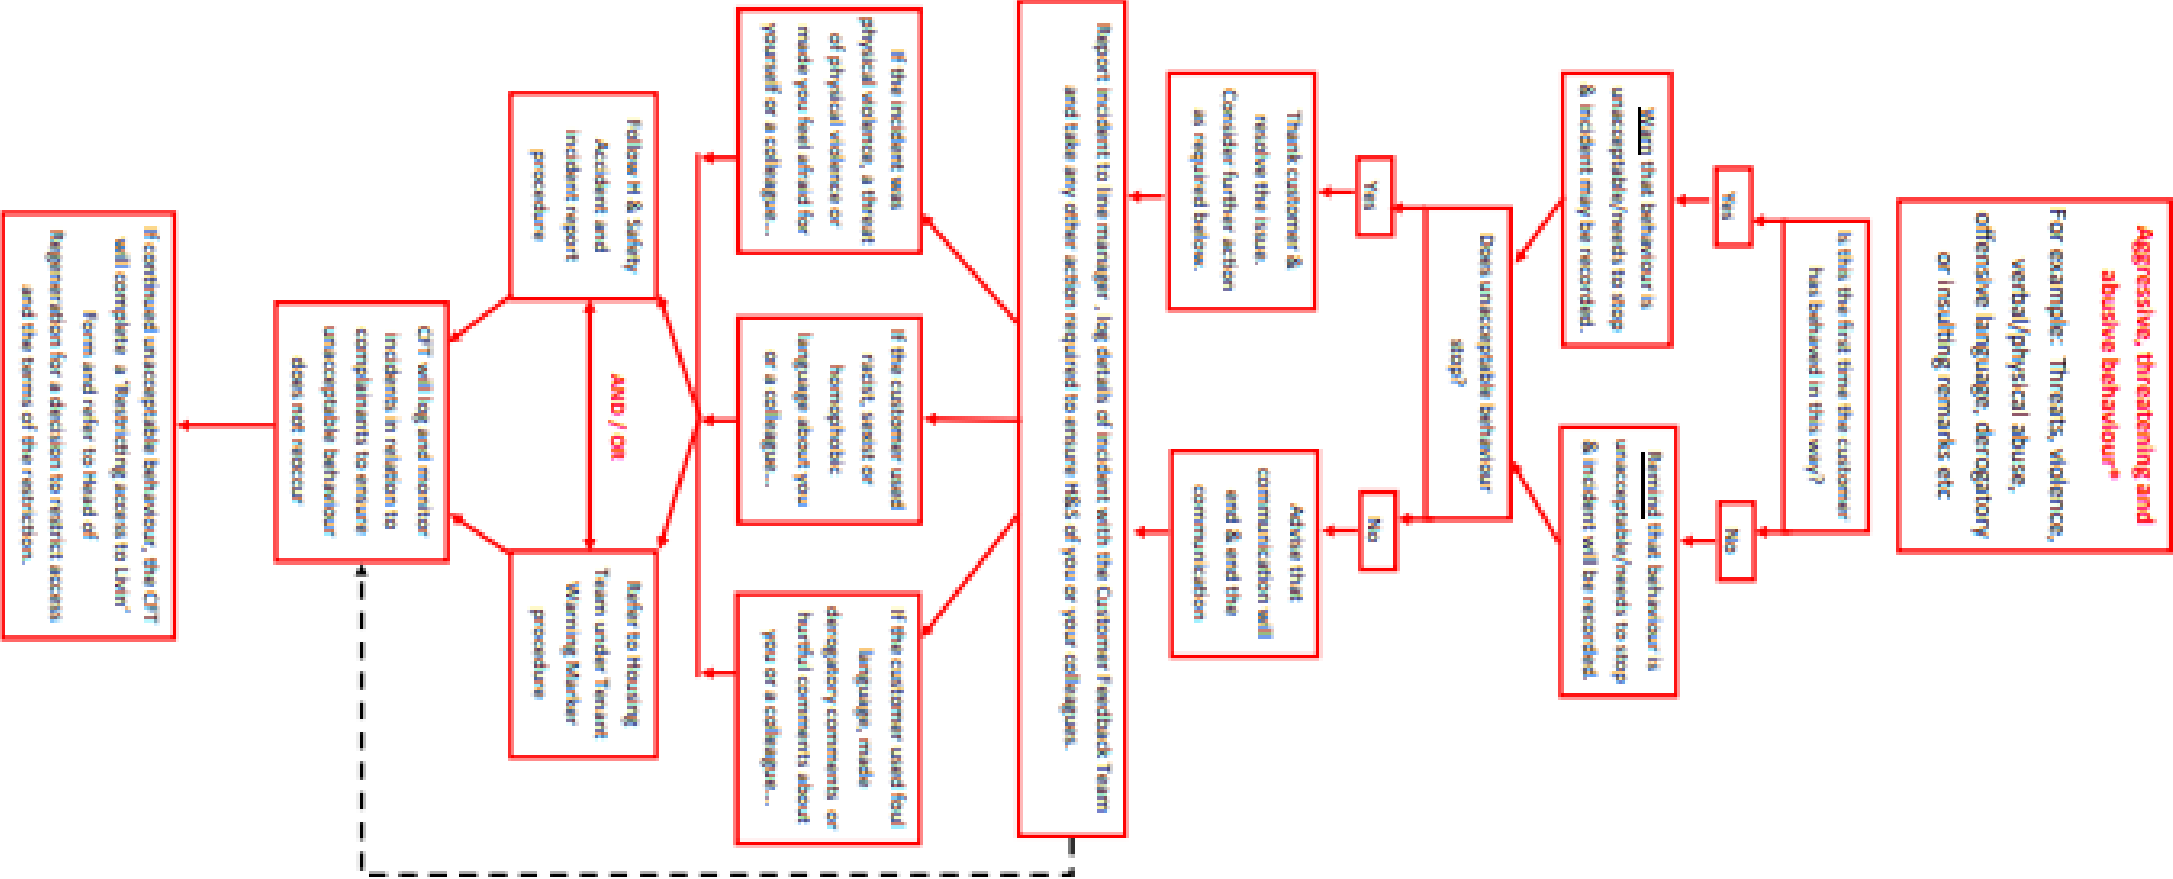 Aggressive, threatening and
abusive behaviour"
For example: Threats, violence,
verbal/physical abuse,
offensive language, derogatory
or insulting remarks etc
Is this the first time the customer
has behaved in this way?
Yes
No
Warn that behaviour is
unacceptable/needs to stop
& incident may be recorded.
Remind that behaviour is
unacceptable/needs to stop
& incident will be recorded.
Does unacceptable behaviour
stop?
Yes
No
Thank customer &
resolve the issue.
Consider further action
as required below.
Advise that
communication will
end & end the
communication
Report incident to line manager , log details of incident with the Customer Feedback Team
and take any other action required to ensure H&S of you or your colleagues.
If the incident was
physical violence, a threat
of physical violence or
made you feel afraid for
yourself or a colleague...
If the customer used
racist, sexist or
homophobic
language about you
or a colleague...
If the customer used foul
language, made
derogatory comments or
hurtful comments about
you or a colleague...
Follow H & Safety
Accident and
incident report
procedure
AND / OR
Refer to Housing
Team under Tenant
Warning Marker
procedure
CFT will log and monitor
incidents in relation to
complainants to ensure
unacceptable behaviour
does not reoccur
If continued unacceptable behaviour, the CFT
will complete a 'Restricting access to Livin'
Form and refer to Head of
Regeneration for a decision to restrict access
and the terms of the restriction.